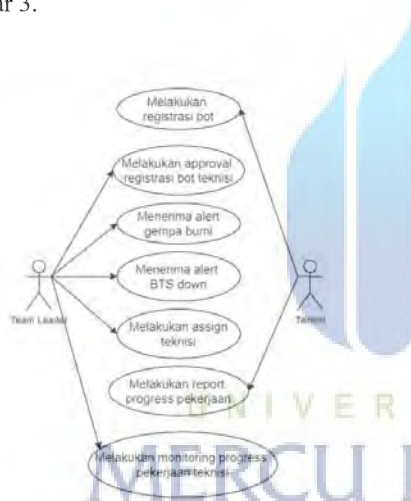 ar 3.
Melakukan
registrasi bot
Melakukan approval
registrasi bot teknisi
Menerima alert
gempa bumi
Menerima alert
BTS down
Team Leader
Melakukan assign
teknisi
Melakukan report
progress pekerjaan
UNIVER
Melakukan monitoring progress
pekerjaan teknisi
MERCU